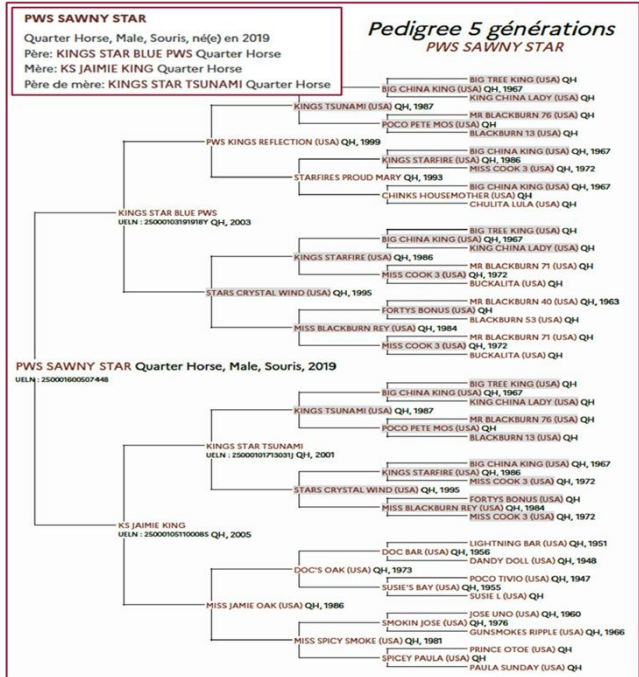 PWS SAWNY STAR
Quarter Horse, Male, Souris, né(e) en 2019
Père: KINGS STAR BLUE PWS Quarter Horse
Mère: KS JAIMIE KING Quarter Horse
Père de mère: KINGS STAR TSUNAMI Quarter Horse
Pedigree 5 générations
PWS SAWNY STAR
BIG TREE KING (USA) QH
BIG CHINA KING (USA) QH, 1967
KING CHINA LADY (USA) QH
KINGS TSUNAMI (USA) QH, 1987
MR BLACKBURN 76 (USA) QH
POCO PETE MOS (USA) QH
BLACKBURN 13 (USA) QH
PWS KINGS REFLECTION (USA) QH, 1999
BIG CHINA KING (USA) QH, 1967
KINGS STARFIRE (USA) QH, 1986
MISS COOK 3 (USA) QH, 1972
STARFIRES PROUD MARY QH, 1993
BIG CHINA KING (USA) QH, 1967
CHINKS HOUSEMOTHER (USA) QH
CHULITA LULA (USA) QH
KINGS STAR BLUE PWS
UELN: 25000103191918Y QH, 2003
BIG TREE KING (USA) QH
BIG CHINA KING (USA) QH, 1967
KING CHINA LADY (USA) QH
KINGS STARFIRE (USA) QH, 1986
MR BLACKBURN 71 (USA) QH
MISS COOK 3 (USA) QH, 1972
BUCKALITA (USA) QH
STARS CRYSTAL WIND (USA) QH, 1995
MR BLACKBURN 40 (USA) QH, 1963
FORTYS BONUS (USA) QH
BLACKBURN 53 (USA) QH
MISS BLACKBURN REY (USA) QH, 1984
MR BLACKBURN 71 (USA) QH
MISS COOK 3 (USA) QH, 1972
BUCKALITA (USA) QH
PWS SAWNY STAR Quarter Horse, Male, Souris, 2019
UELN : 25000160050744B
BIG TREE KING (USA) QH
BIG CHINA KING (USA) QH, 1967
KING CHINA LADY (USA) QH
KINGS TSUNAMI (USA) QH, 1987
MR BLACKBURN 76 (USA) QH
POCO PETE MOS (USA) QH
BLACKBURN 13 (USA) QH
KINGS STAR TSUNAMI
UELN : 25000101713031J QH, 2001
BIG CHINA KING (USA) QH, 1967
KINGS STARFIRE (USA) QH, 1986
MISS COOK 3 (USA) QH, 1972
STARS CRYSTAL WIND (USA) QH, 1995
FORTYS BONUS (USA) QH
MISS BLACKBURN REY (USA) QH, 1984
MISS COOK 3 (USA) QH, 1972
KS JAIMIE KING
UELN : 25000105110008S QH, 2005
LIGHTNING BAR (USA) QH, 1951
DOC BAR (USA) QH, 1956
DANDY DOLL (USA) QH, 1948
DOC'S OAK (USA) QH, 1973
POCO TIVIO (USA) QH, 1947
SUSIE'S BAY (USA) QH, 1955
SUSIE L (USA) QH
MISS JAMIE OAK (USA) QH, 1986
JOSE UNO (USA) QH, 1960
SMOKIN JOSE (USA) QH, 1976
GUNSMOKES RIPPLE (USA) QH, 1966
MISS SPICY SMOKE (USA) QH, 1981
PRINCE OTOE (USA) QH
SPICEY PAULA (USA) QH
PAULA SUNDAY (USA) QH